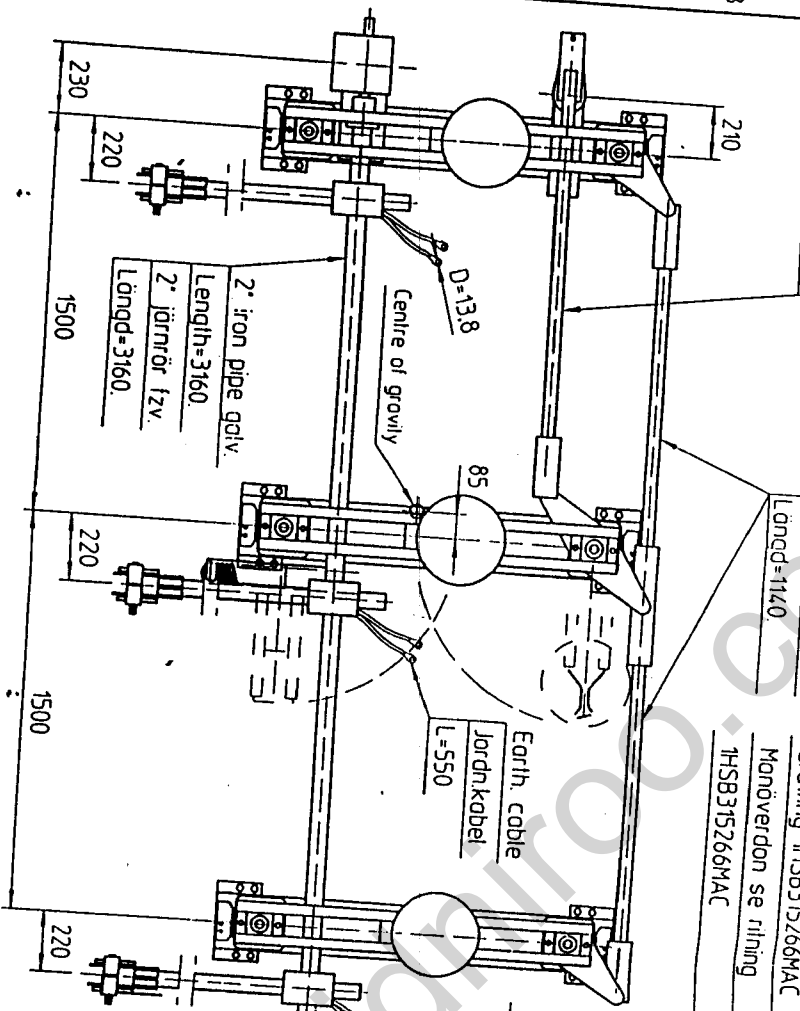 230
220
1500
220
1500
220
210
D=13.8
Centre of gravity
85
2" iron pipe galv.
Length=3160.
2" järnrör fzv.
Längd=3160.
Längd=1140
Earth. cable
Jordn.kabel
L=550
1HSB315266MAC
Manöverdon se ritning
1HSB315266MAC